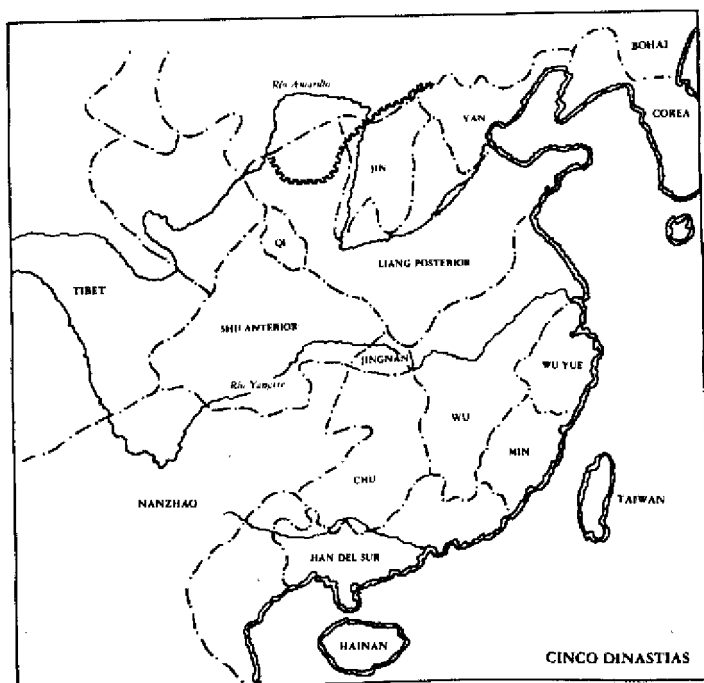 BOHAI
Río Amarillo
YAN
COREA
JIN
QI
LIANG POSTERIOR
TIBET
SHU ANTERIOR
JINGNAN
WU YUE
Río Yangtze
WU
MIN
CHU
NANZHAO
TAIWAN
HAN DEL SUR
HAINAN
CINCO DINASTIAS